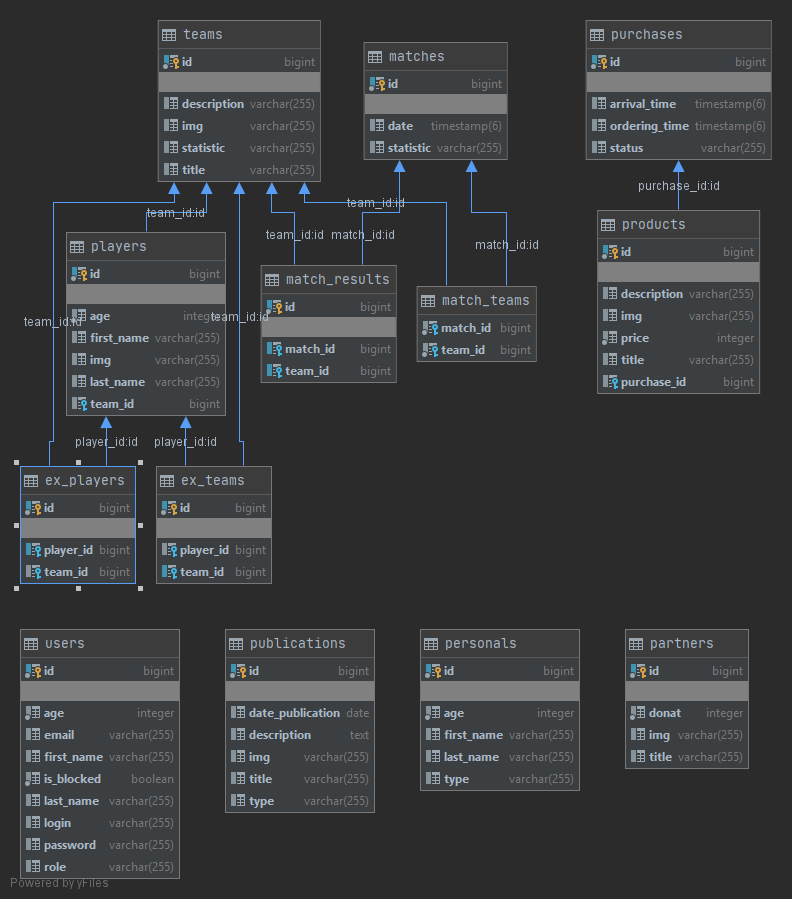 teams
id bigint
description varchar(255)
img varchar(255)
statistic varchar(255)
title varchar(255)
matches
id bigint
date timestamp(6)
statistic varchar(255)
purchases
id bigint
arrival_time timestamp(6)
ordering_time timestamp(6)
status varchar(255)
purchase_id:id
team_id:id
team_id:id
team_id:id
match_id:id
match_id:id
players
id bigint
age integer
first_name varchar(255)
img varchar(255)
last_name varchar(255)
team_id bigint
team_id:id
team_id:id
match_results
id bigint
match_id bigint
team_id bigint
match_teams
match_id bigint
team_id bigint
products
id bigint
description varchar(255)
img varchar(255)
price integer
title varchar(255)
purchase_id bigint
player_id:id
player_id:id
ex_players
id bigint
player_id bigint
team_id bigint
ex_teams
id bigint
player_id bigint
team_id bigint
users
id bigint
age integer
email varchar(255)
first_name varchar(255)
is_blocked boolean
last_name varchar(255)
login varchar(255)
password varchar(255)
role varchar(255)
publications
id bigint
date_publication date
description text
img varchar(255)
title varchar(255)
type varchar(255)
personals
id bigint
age integer
first_name varchar(255)
last_name varchar(255)
type varchar(255)
partners
id bigint
donat integer
img varchar(255)
title varchar(255)
Powered by yFiles